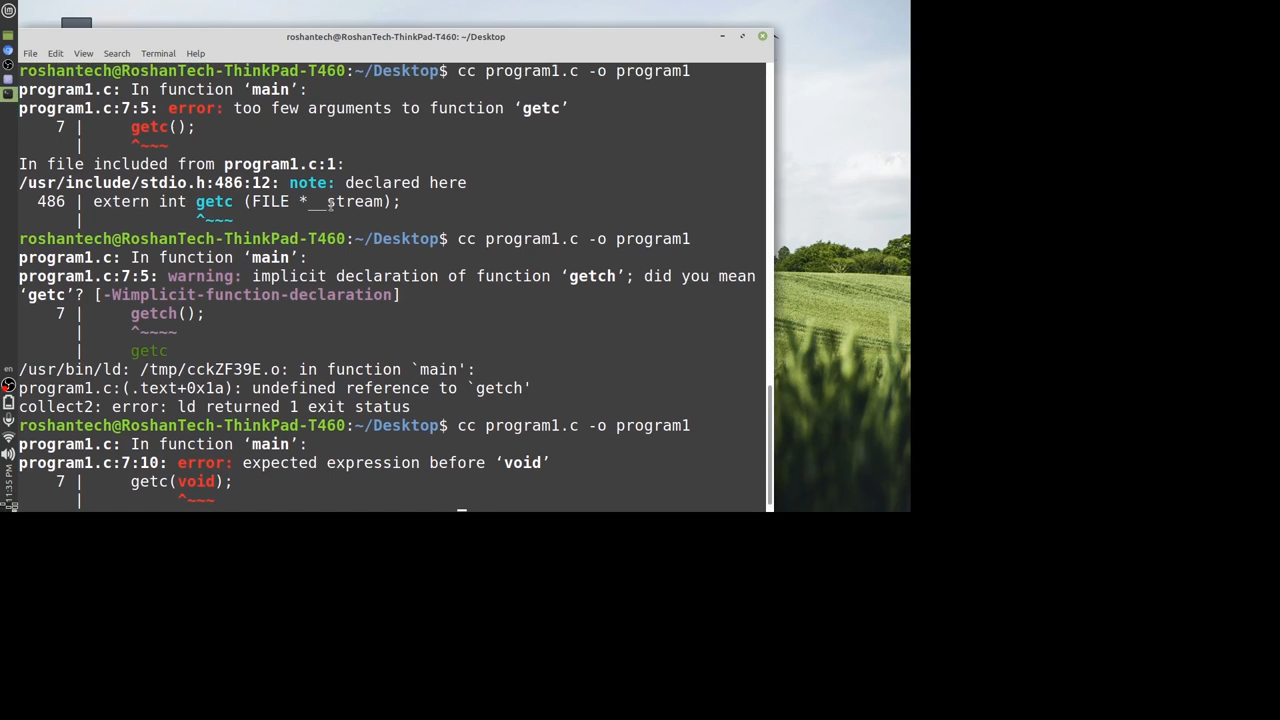 roshantech@RoshanTech-ThinkPad-T460: ~/Desktop
File Edit View Search Terminal Help
roshantech@RoshanTech-ThinkPad-T460:~/Desktop$ cc program1.c -o program1
program1.c: In function ‘main’:
program1.c:7:5: error: too few arguments to function ‘getc’
7 | getc();
| ^~~~
In file included from program1.c:1:
/usr/include/stdio.h:486:12: note: declared here
486 | extern int getc (FILE *__stream);
| ^~~~
roshantech@RoshanTech-ThinkPad-T460:~/Desktop$ cc program1.c -o program1
program1.c: In function ‘main’:
program1.c:7:5: warning: implicit declaration of function ‘getch’; did you mean
‘getc’? [-Wimplicit-function-declaration]
7 | getch();
| ^~~~~
| getc
/usr/bin/ld: /tmp/cckZF39E.o: in function `main':
program1.c:(.text+0x1a): undefined reference to `getch'
collect2: error: ld returned 1 exit status
roshantech@RoshanTech-ThinkPad-T460:~/Desktop$ cc program1.c -o program1
program1.c: In function ‘main’:
program1.c:7:10: error: expected expression before ‘void’
7 | getc(void);
| ^~~~
en
11:35 PM